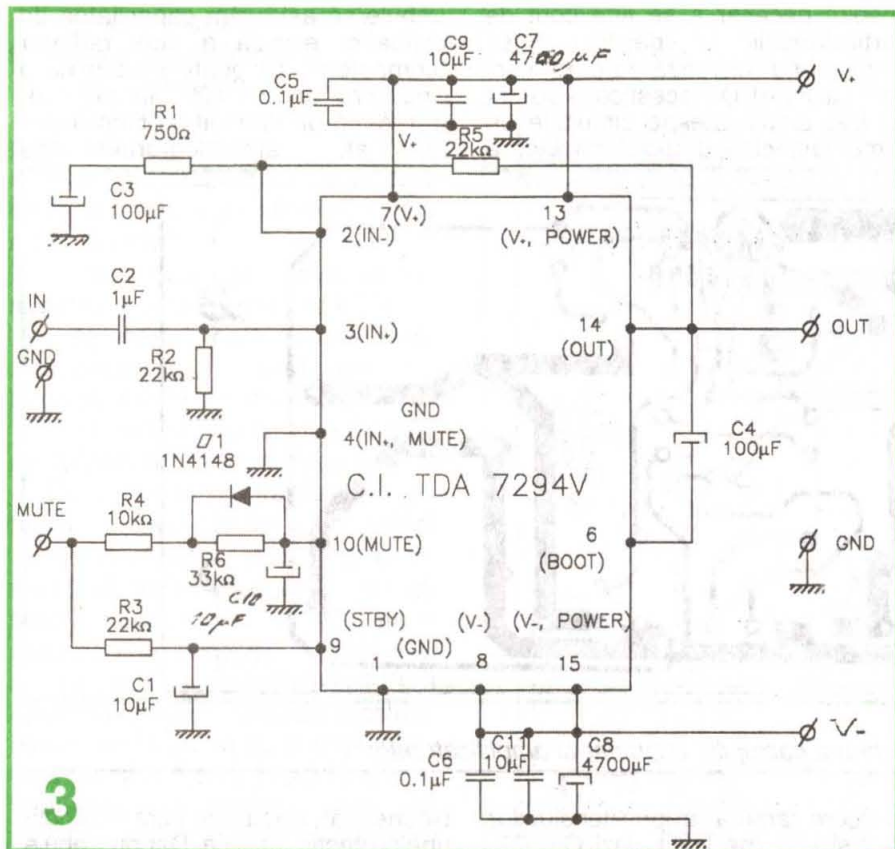 C9
10µF
C7
4700µF
C5
0.1µF
V+
R1
750Ω
V+
R5
22kΩ
C3
100µF
7(V+)
13
(V+, POWER)
2(IN-)
C2
1µF
IN
3(IN+)
14
(OUT)
OUT
GND
R2
22kΩ
GND
4(IN+, MUTE)
D1
1N4148
C4
100µF
C.I. TDA 7294V
MUTE
R4
10kΩ
10(MUTE)
6
(BOOT)
GND
R6
33kΩ
C10
10µF
R3
22kΩ
(STBY)
9
(GND)
(V-)
(V-, POWER)
1
8
15
C1
10µF
C6
0.1µF
C11
10µF
C8
4700µF
-V-
3